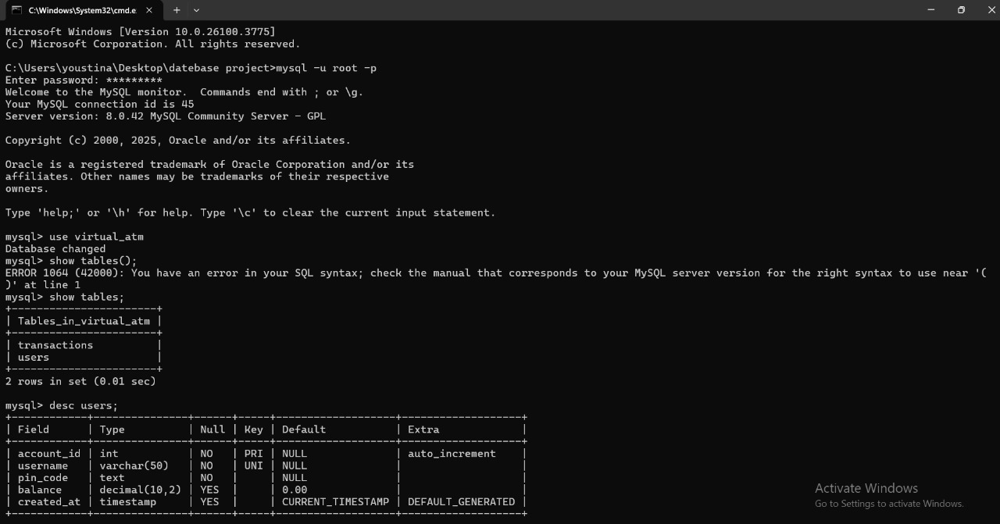 C:\Windows\System32\cmd.e
Microsoft Windows [Version 10.0.26100.3775]
(c) Microsoft Corporation. All rights reserved.
C:\Users\youstina\Desktop\datebase project>mysql -u root -p
Enter password: *********
Welcome to the MySQL monitor.  Commands end with ; or \g.
Your MySQL connection id is 45
Server version: 8.0.42 MySQL Community Server - GPL
Copyright (c) 2000, 2025, Oracle and/or its affiliates.
Oracle is a registered trademark of Oracle Corporation and/or its
affiliates. Other names may be trademarks of their respective
owners.
Type 'help;' or '\h' for help. Type '\c' to clear the current input statement.
mysql> use virtual_atm
Database changed
mysql> show tables();
ERROR 1064 (42000): You have an error in your SQL syntax; check the manual that corresponds to your MySQL server version for the right syntax to use near '(
)' at line 1
mysql> show tables;
+-----------------------+
| Tables_in_virtual_atm |
+-----------------------+
| transactions          |
| users                 |
+-----------------------+
2 rows in set (0.01 sec)
mysql> desc users;
+------------+---------------+------+-----+-------------------+-------------------+
| Field      | Type          | Null | Key | Default           | Extra             |
+------------+---------------+------+-----+-------------------+-------------------+
| account_id | int           | NO   | PRI | NULL              | auto_increment    |
| username   | varchar(50)   | NO   | UNI | NULL              |                   |
| pin_code   | text          | NO   |     | NULL              |                   |
| balance    | decimal(10,2) | YES  |     | 0.00              |                   |
| created_at | timestamp     | YES  |     | CURRENT_TIMESTAMP | DEFAULT_GENERATED |
+------------+---------------+------+-----+-------------------+-------------------+
Activate Windows
Go to Settings to activate Windows.